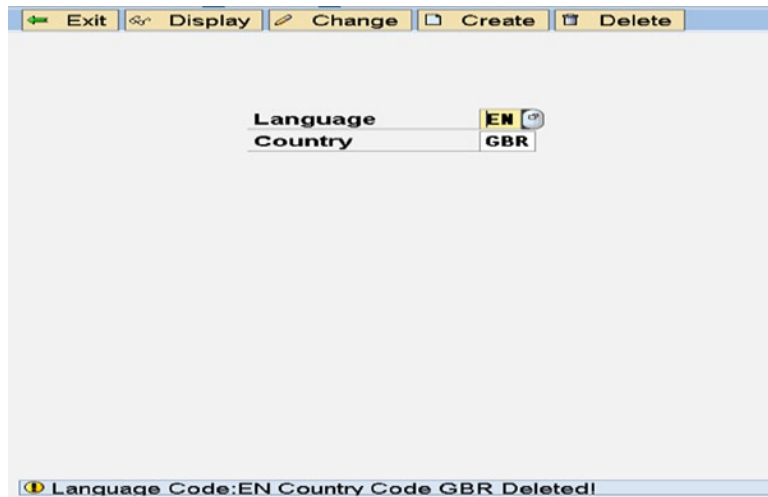 Exit Display Change Create Delete
Language EN
Country GBR
Language Code:EN Country Code GBR Deleted!